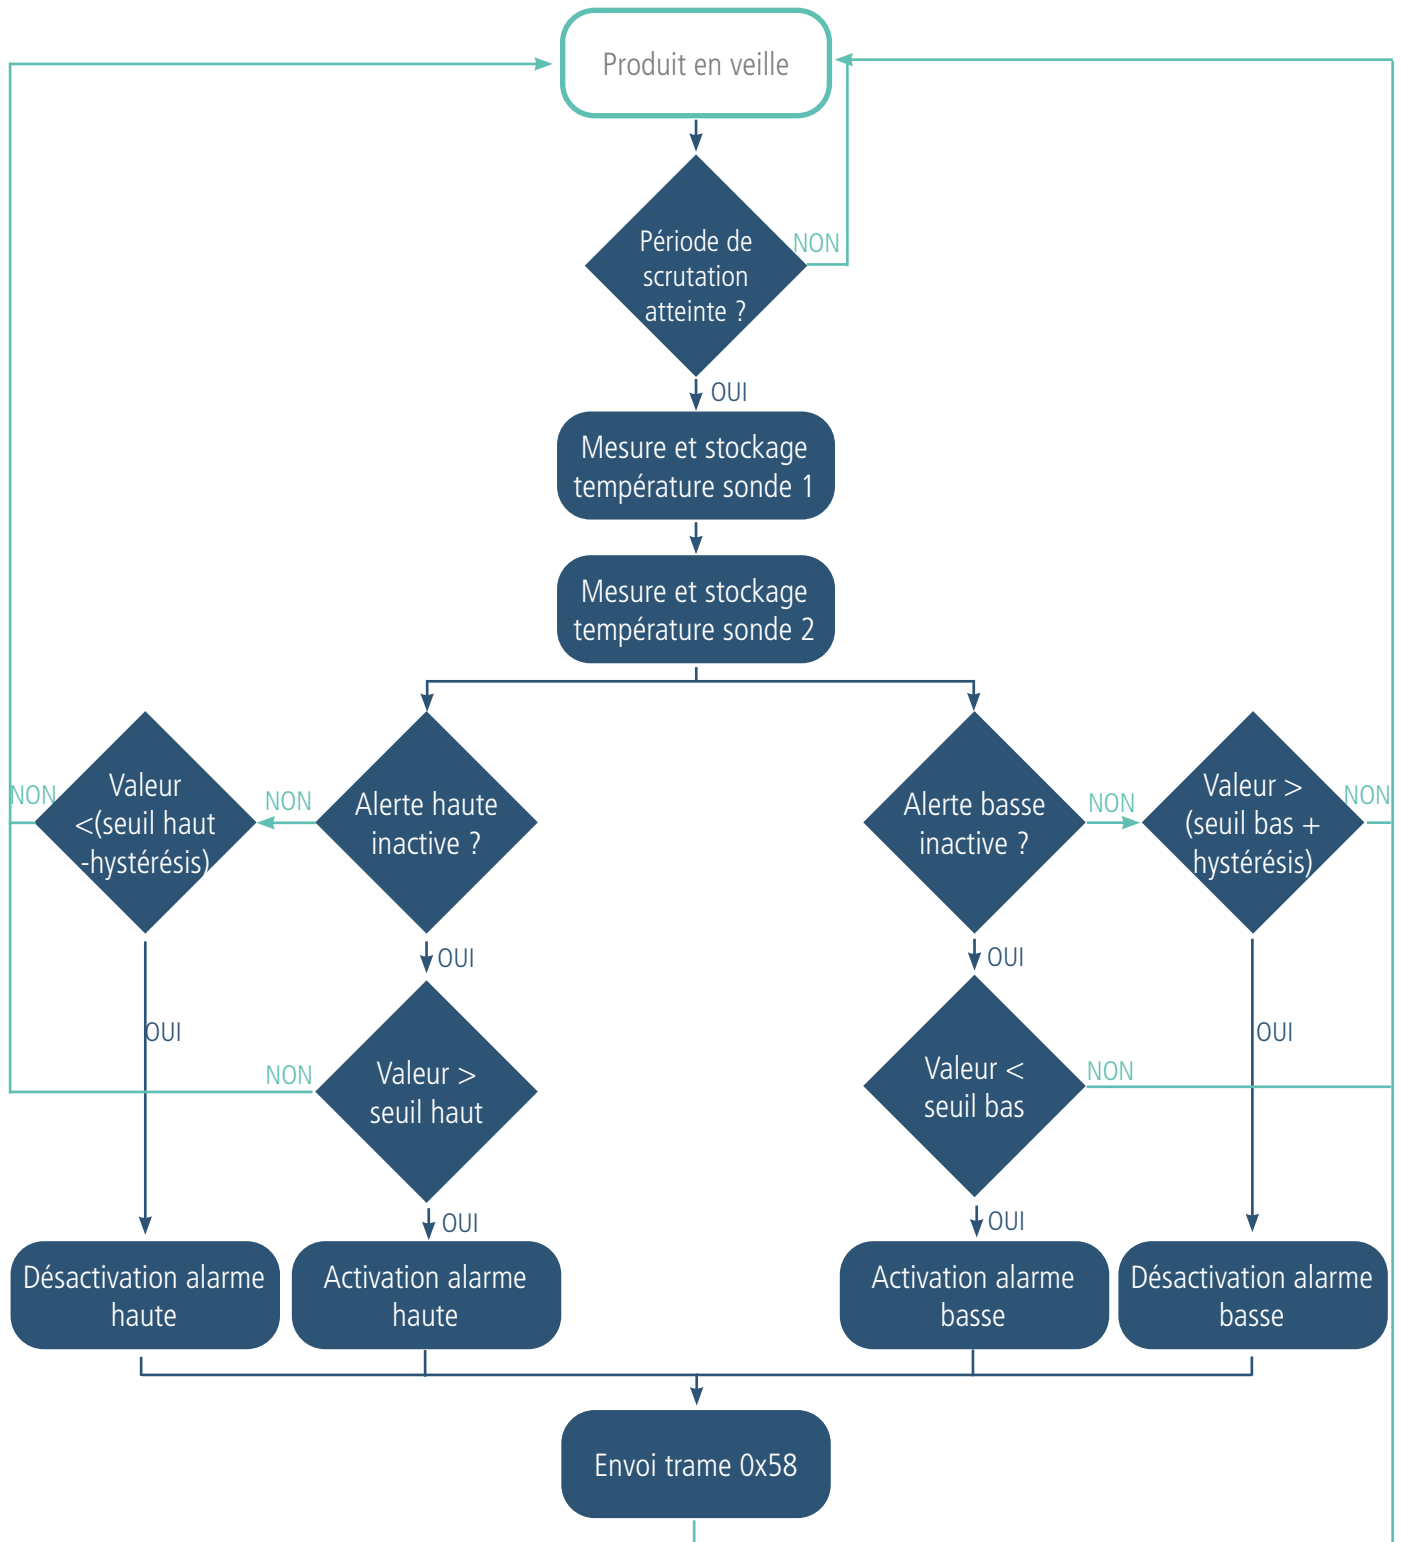 Produit en veille
Période de
scrutation
atteinte ?
NON
OUI
Mesure et stockage
température sonde 1
Mesure et stockage
température sonde 2
NON
Valeur
<(seuil haut
-hystérésis)
NON
Alerte haute
inactive ?
Alerte basse
inactive ?
NON
Valeur >
(seuil bas +
hystérésis)
NON
OUI
OUI
OUI
OUI
NON
Valeur >
seuil haut
Valeur <
seuil bas
NON
OUI
OUI
Désactivation alarme
haute
Activation alarme
haute
Activation alarme
basse
Désactivation alarme
basse
Envoi trame 0x58